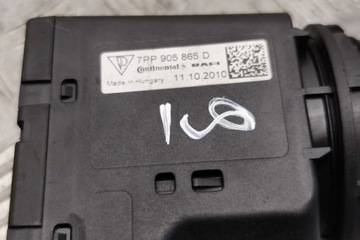 7PP 905 865 D
Continental & RAFI
Made in Hungary 11.10.2010